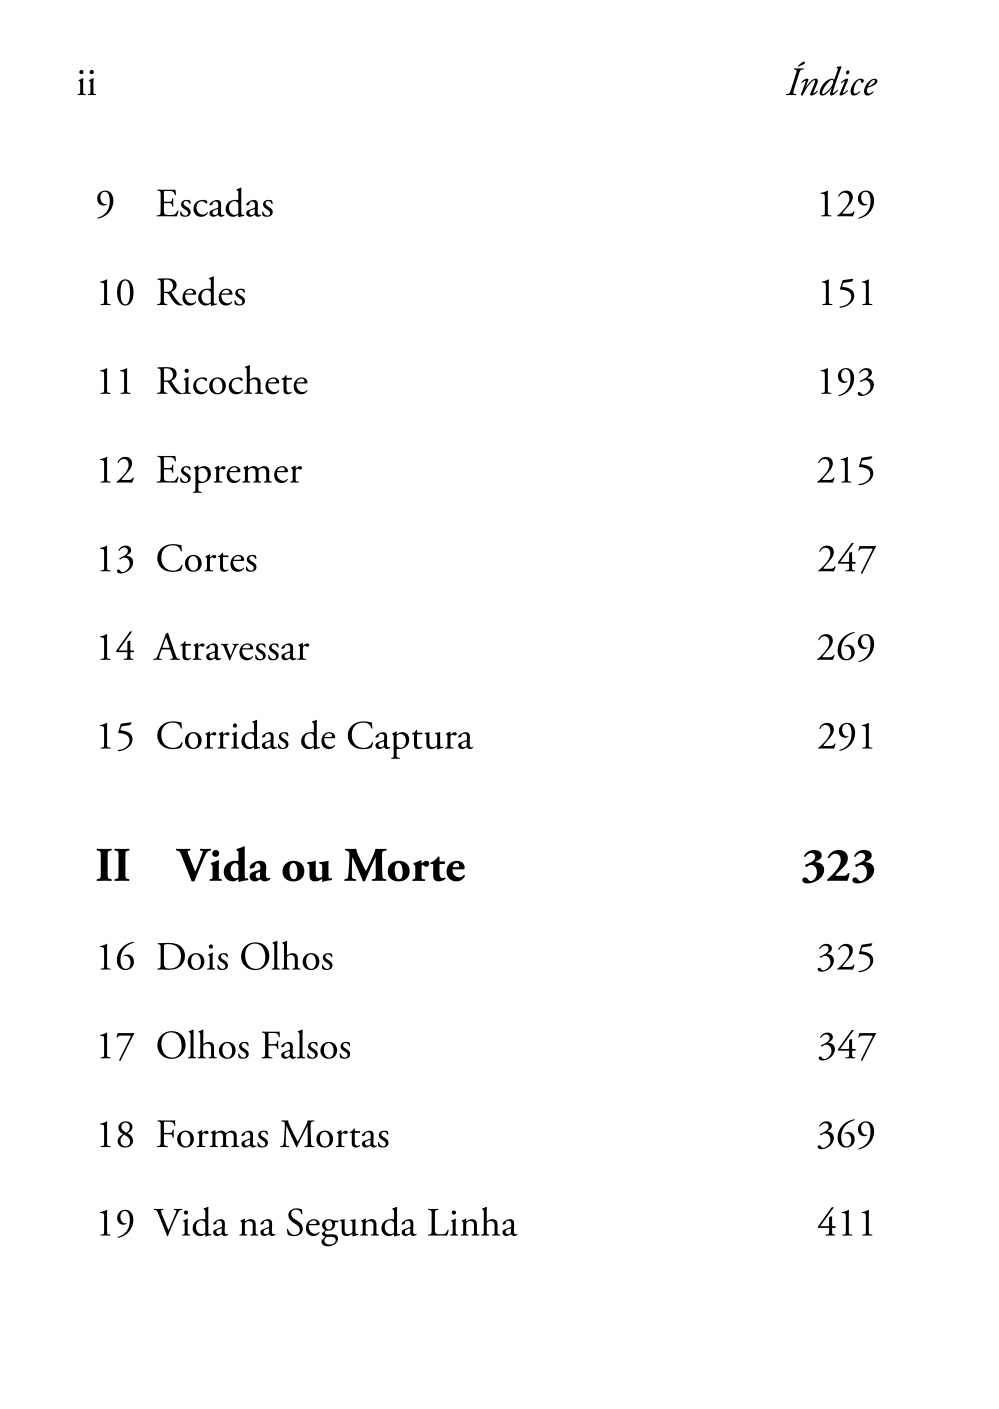 ii Índice
9 Escadas 129
10 Redes 151
11 Ricochete 193
12 Espremer 215
13 Cortes 247
14 Atravessar 269
15 Corridas de Captura 291
II Vida ou Morte 323
16 Dois Olhos 325
17 Olhos Falsos 347
18 Formas Mortas 369
19 Vida na Segunda Linha 411